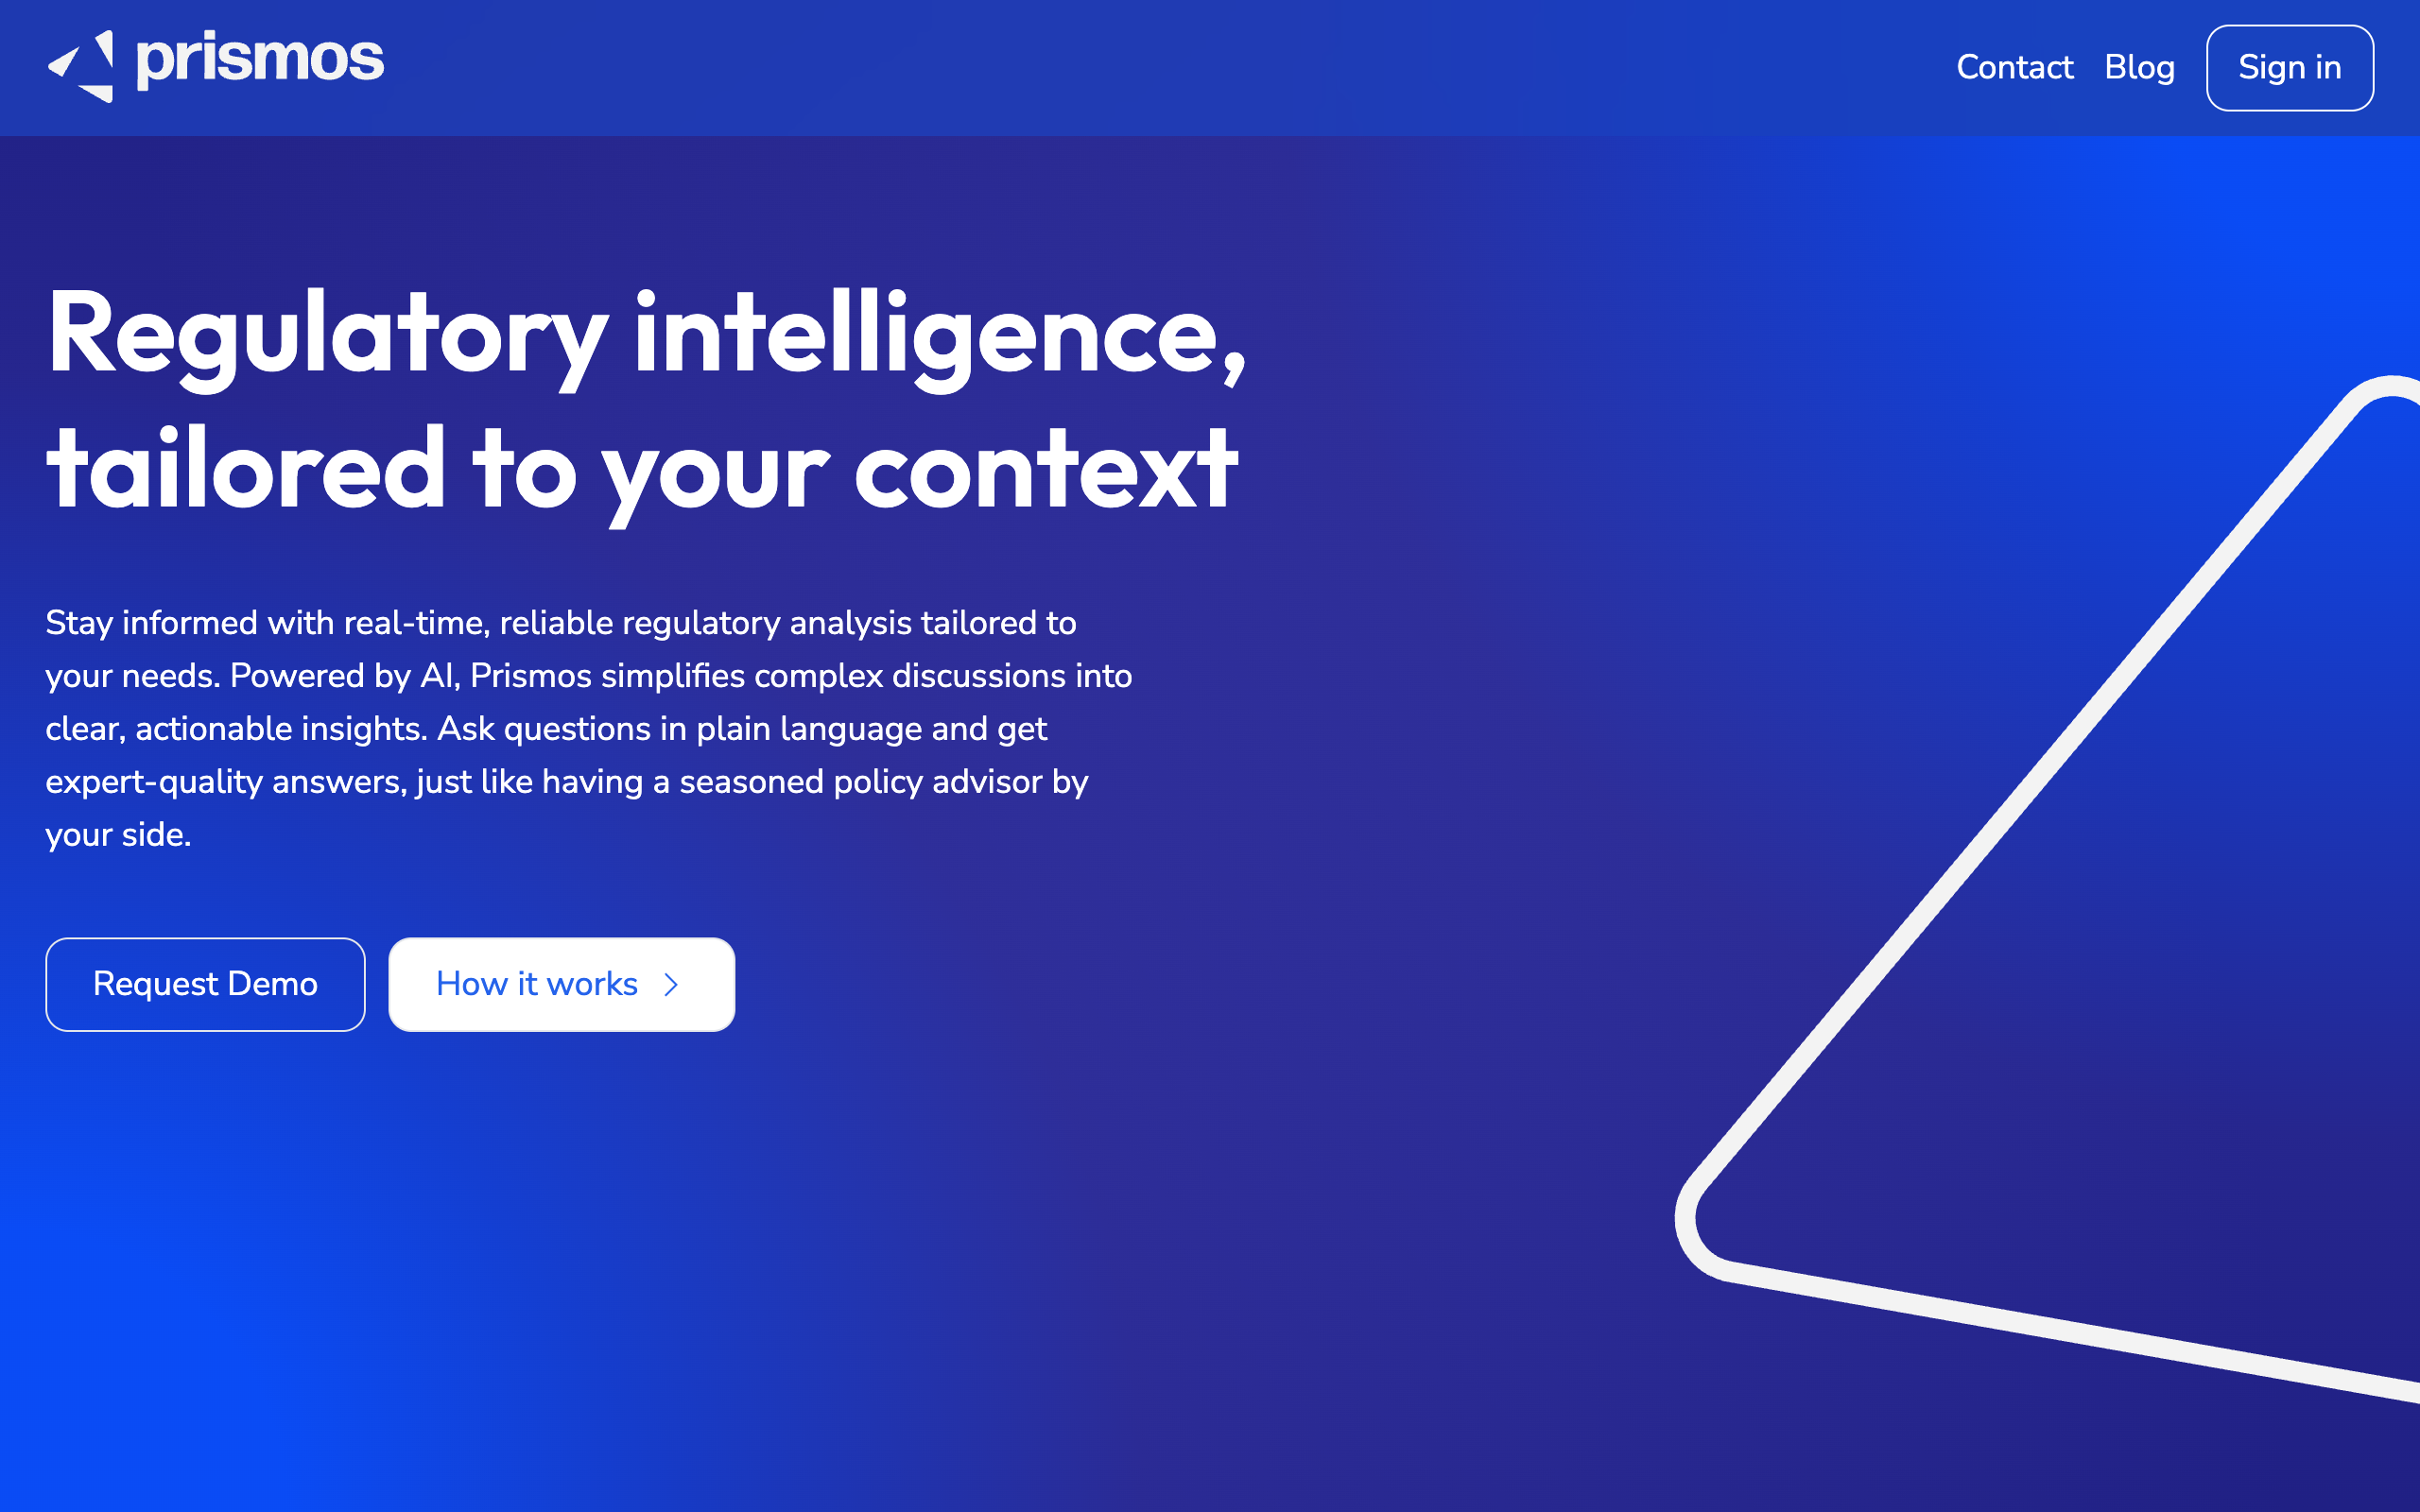 prismos
Contact Blog Sign in
Regulatory intelligence,
tailored to your context
Stay informed with real-time, reliable regulatory analysis tailored to
your needs. Powered by AI, Prismos simplifies complex discussions into
clear, actionable insights. Ask questions in plain language and get
expert-quality answers, just like having a seasoned policy advisor by
your side.
Request Demo How it works